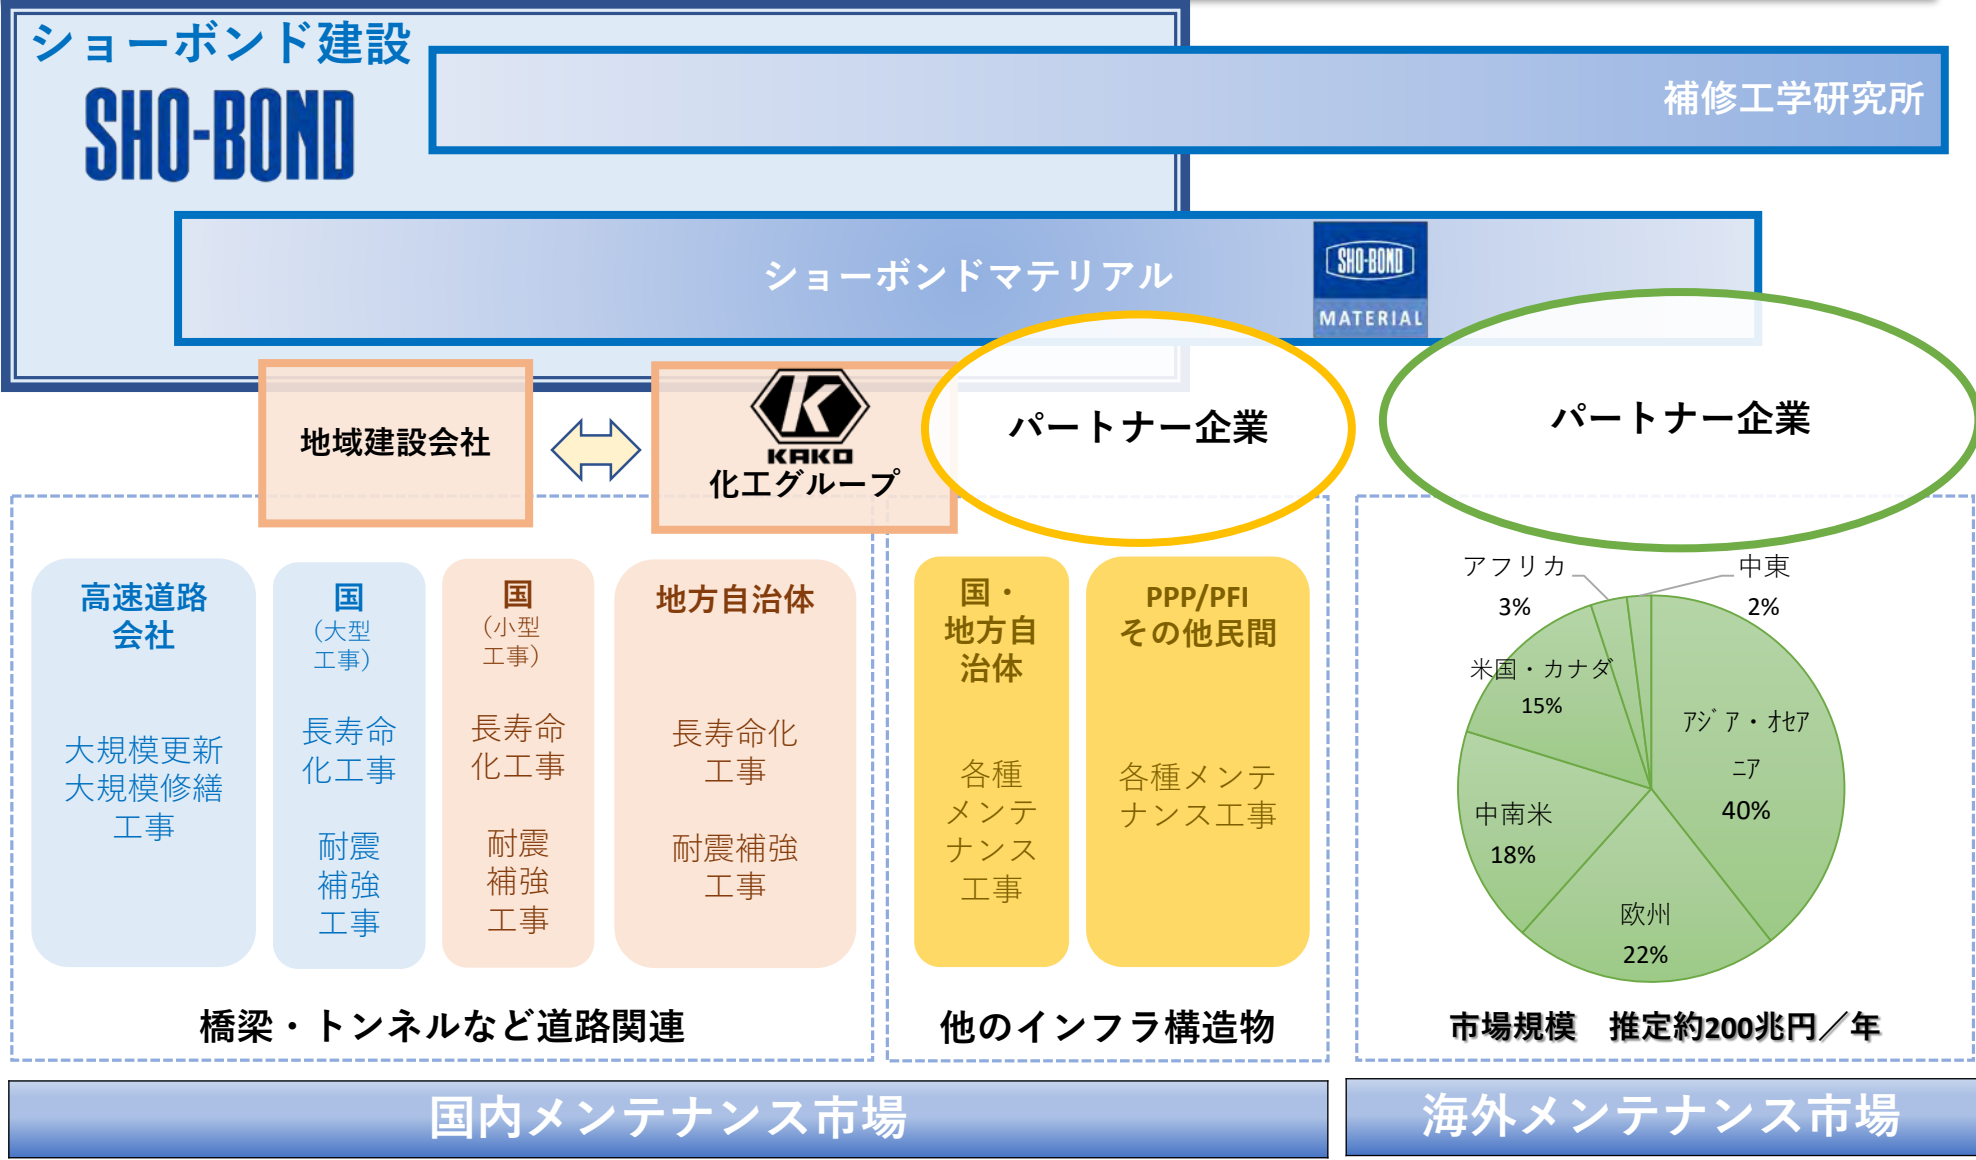 ショーボンド建設
SHO-BOND
補修工学研究所
ショーボンドマテリアル
SHO-BOND
MATERIAL
地域建設会社
KAKO
化工グループ
パートナー企業
パートナー企業
高速道路
会社
大規模更新
大規模修繕
工事
国
(大型
工事)
長寿命
化工事
耐震
補強
工事
国
(小型
工事)
長寿命
化工事
耐震
補強
工事
地方自治体
長寿命化
工事
耐震補強
工事
橋梁・トンネルなど道路関連
国・
地方自
治体
各種
メンテ
ナンス
工事
PPP/PFI
その他民間
各種メンテ
ナンス工事
他のインフラ構造物
アフリカ
3%
中東
2%
米国・カナダ
15%
ｱｼﾞｱ・ｵｾｱ
ﾆｱ
40%
中南米
18%
欧州
22%
市場規模　推定約200兆円／年
国内メンテナンス市場
海外メンテナンス市場